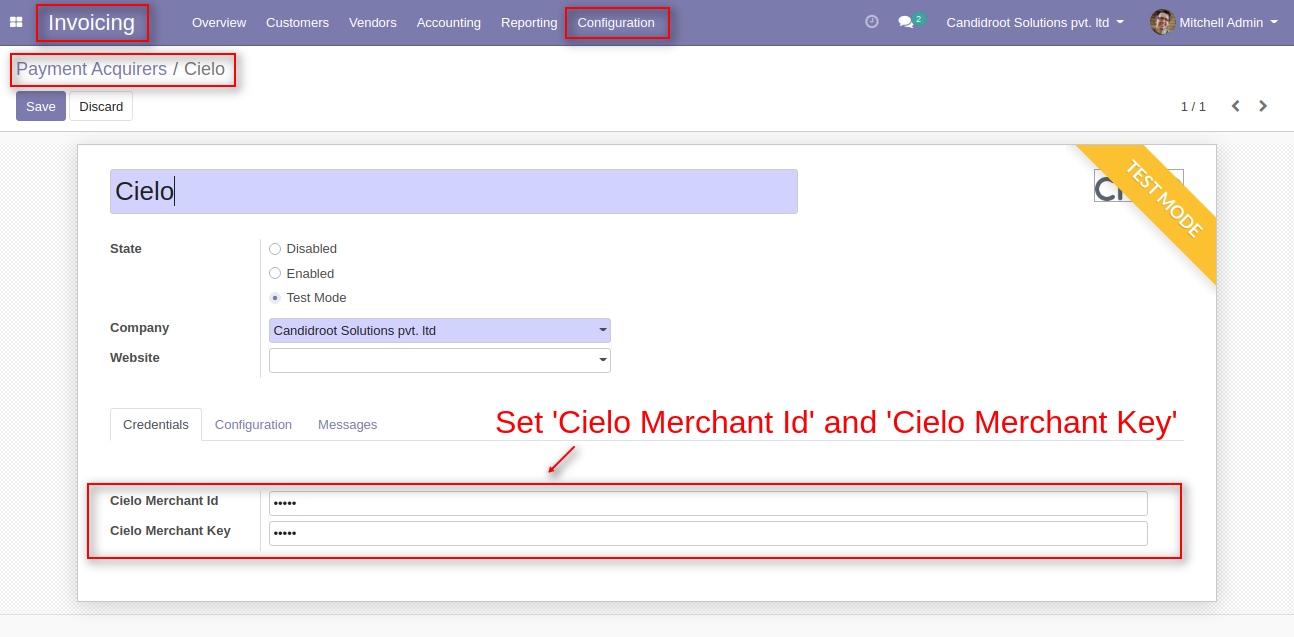 Invoicing Overview Customers Vendors Accounting Reporting Configuration 2 Candidroot Solutions pvt. ltd Mitchell Admin
Payment Acquirers / Cielo
Save Discard 1 / 1
Cielo
TEST MODE
State Disabled
Enabled
Test Mode
Company Candidroot Solutions pvt. ltd
Website
Set 'Cielo Merchant Id' and 'Cielo Merchant Key'
Credentials Configuration Messages
Cielo Merchant Id •••••
Cielo Merchant Key •••••